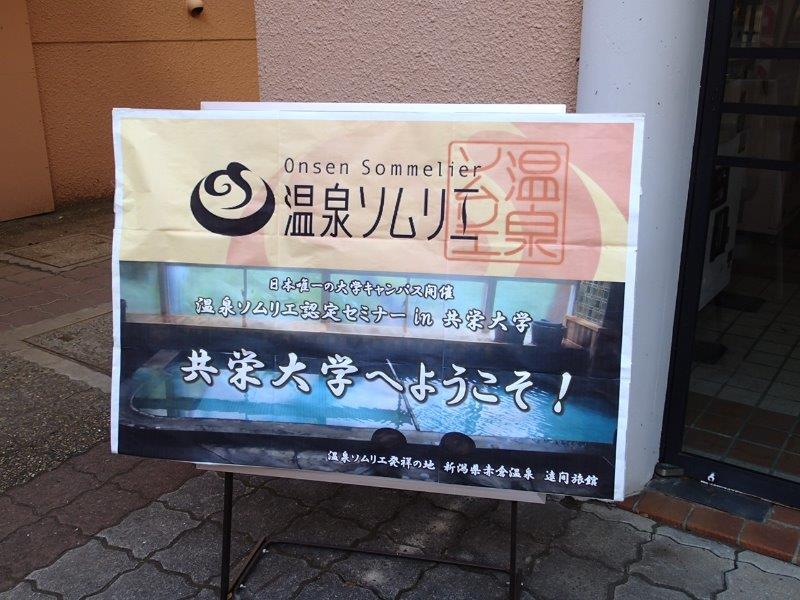 Onsen Sommelier
温泉ソムリエ
温泉
ソムリエ
日本唯一の大学キャンパス開催
温泉ソムリエ認定セミナー in 共栄大学
共栄大学へようこそ！
温泉ソムリエ発祥の地 新潟県赤倉温泉 遠間旅館